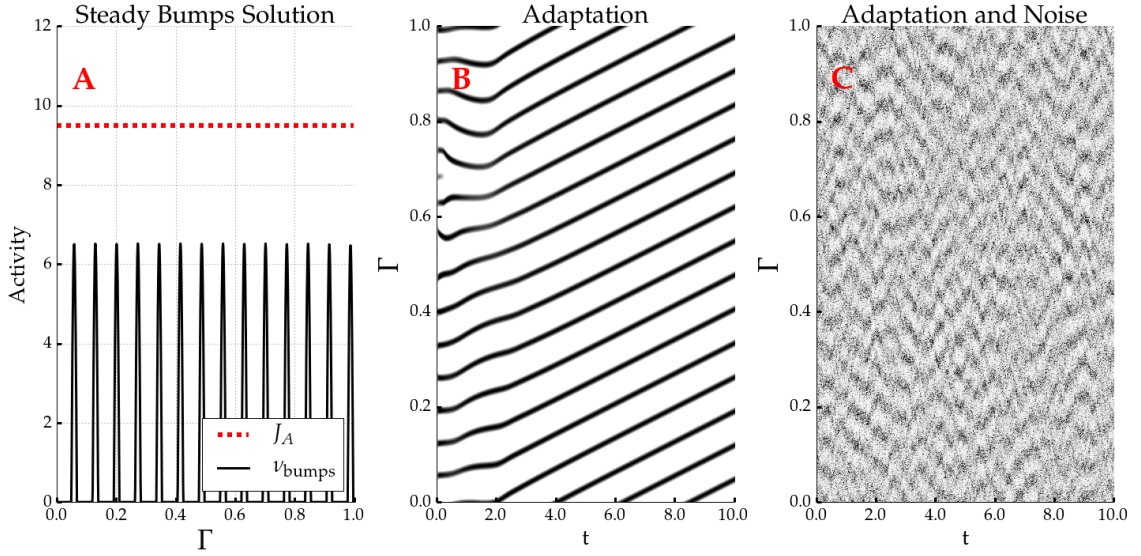 Steady Bumps Solution
A
Activity
12
10
8
6
4
2
0
0.0 0.2 0.4 0.6 0.8 1.0
Γ
J_A
ν_bumps
Adaptation
B
Γ
1.0
0.8
0.6
0.4
0.2
0.0
0.0 2.0 4.0 6.0 8.0 10.0
t
Adaptation and Noise
C
Γ
1.0
0.8
0.6
0.4
0.2
0.0
0.0 2.0 4.0 6.0 8.0 10.0
t